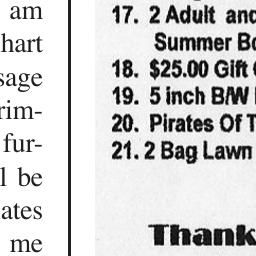 am
hart
sage
rim-
fur-
l be
ates
me
17. 2 Adult and
Summer Bo
18. $25.00 Gift
19. 5 inch B/W
20. Pirates Of T
21. 2 Bag Lawn
Thank